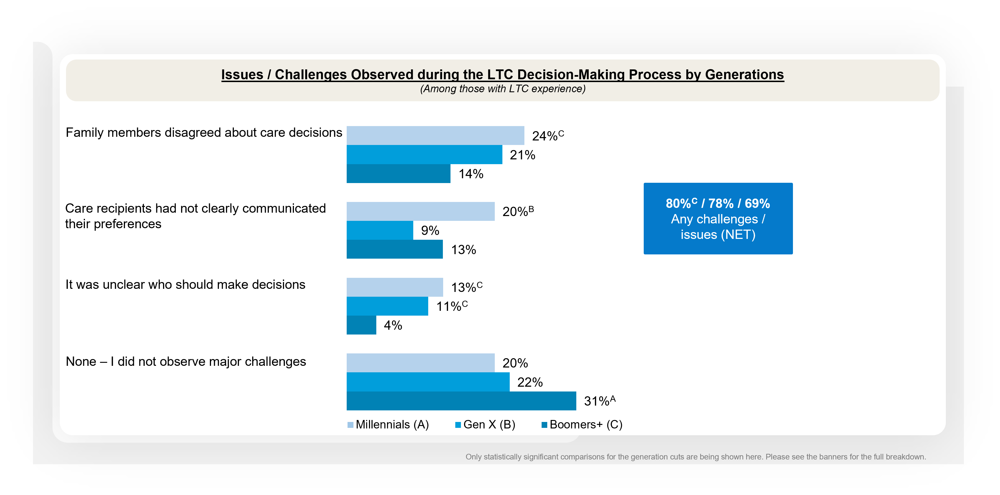 Issues / Challenges Observed during the LTC Decision-Making Process by Generations
(Among those with LTC experience)
Family members disagreed about care decisions
24%C
21%
14%
Care recipients had not clearly communicated
their preferences
20%B
9%
13%
80%C / 78% / 69%
Any challenges /
issues (NET)
It was unclear who should make decisions
13%C
11%C
4%
None – I did not observe major challenges
20%
22%
31%A
Millennials (A) Gen X (B) Boomers+ (C)
Only statistically significant comparisons for the generation cuts are being shown here. Please see the banners for the full breakdown.